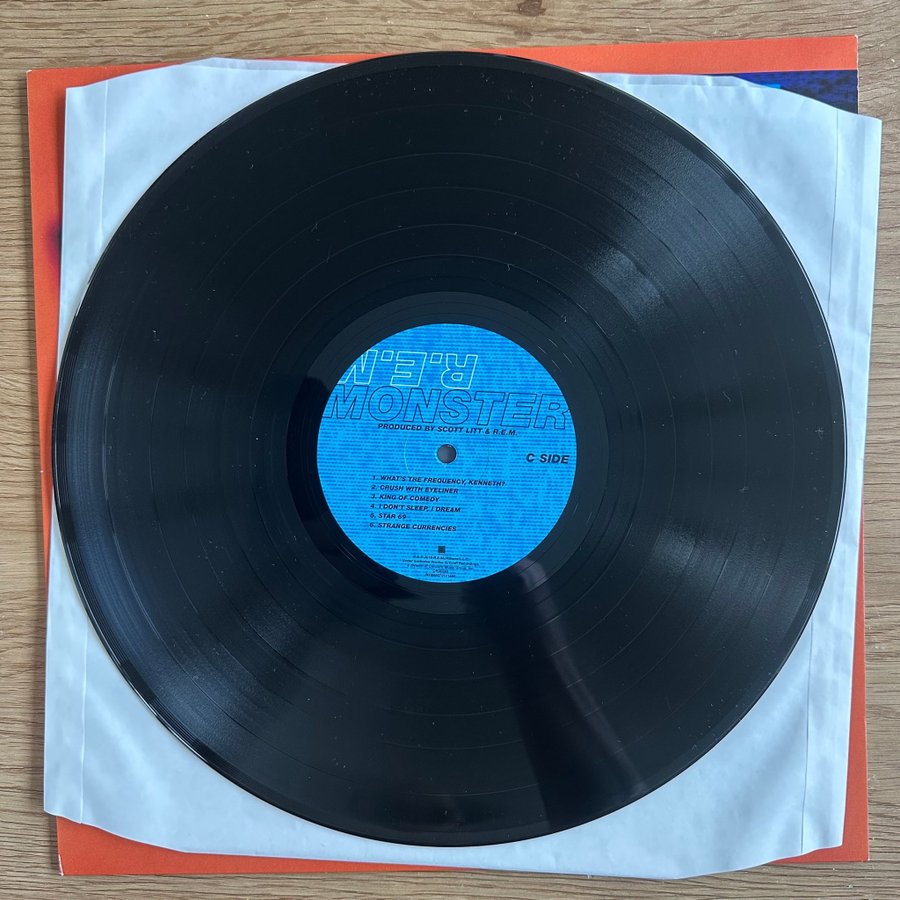 R.E.M
MONSTER
PRODUCED BY SCOTT LITT & R.E.M.
C SIDE
1. WHAT'S THE FREQUENCY, KENNETH?
2. CRUSH WITH EYELINER
3. KING OF COMEDY
4. I DON'T SLEEP, I DREAM
5. STAR 69
6. STRANGE CURRENCIES